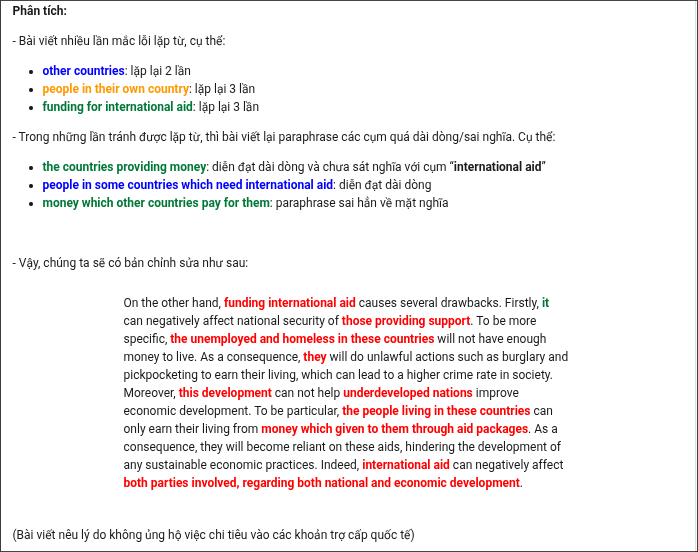 Phân tích:
- Bài viết nhiều lần mắc lỗi lặp từ, cụ thể:
• other countries: lặp lại 2 lần
• people in their own country: lặp lại 3 lần
• funding for international aid: lặp lại 3 lần
- Trong những lần tránh được lặp từ, thì bài viết lại paraphrase các cụm quá dài dòng/sai nghĩa. Cụ thể:
• the countries providing money: diễn đạt dài dòng và chưa sát nghĩa với cụm “international aid”
• people in some countries which need international aid: diễn đạt dài dòng
• money which other countries pay for them: paraphrase sai hẳn về mặt nghĩa
- Vậy, chúng ta sẽ có bản chỉnh sửa như sau:
On the other hand, funding international aid causes several drawbacks. Firstly, it
can negatively affect national security of those providing support. To be more
specific, the unemployed and homeless in these countries will not have enough
money to live. As a consequence, they will do unlawful actions such as burglary and
pickpocketing to earn their living, which can lead to a higher crime rate in society.
Moreover, this development can not help underdeveloped nations improve
economic development. To be particular, the people living in these countries can
only earn their living from money which given to them through aid packages. As a
consequence, they will become reliant on these aids, hindering the development of
any sustainable economic practices. Indeed, international aid can negatively affect
both parties involved, regarding both national and economic development.
(Bài viết nêu lý do không ủng hộ việc chi tiêu vào các khoản trợ cấp quốc tế)